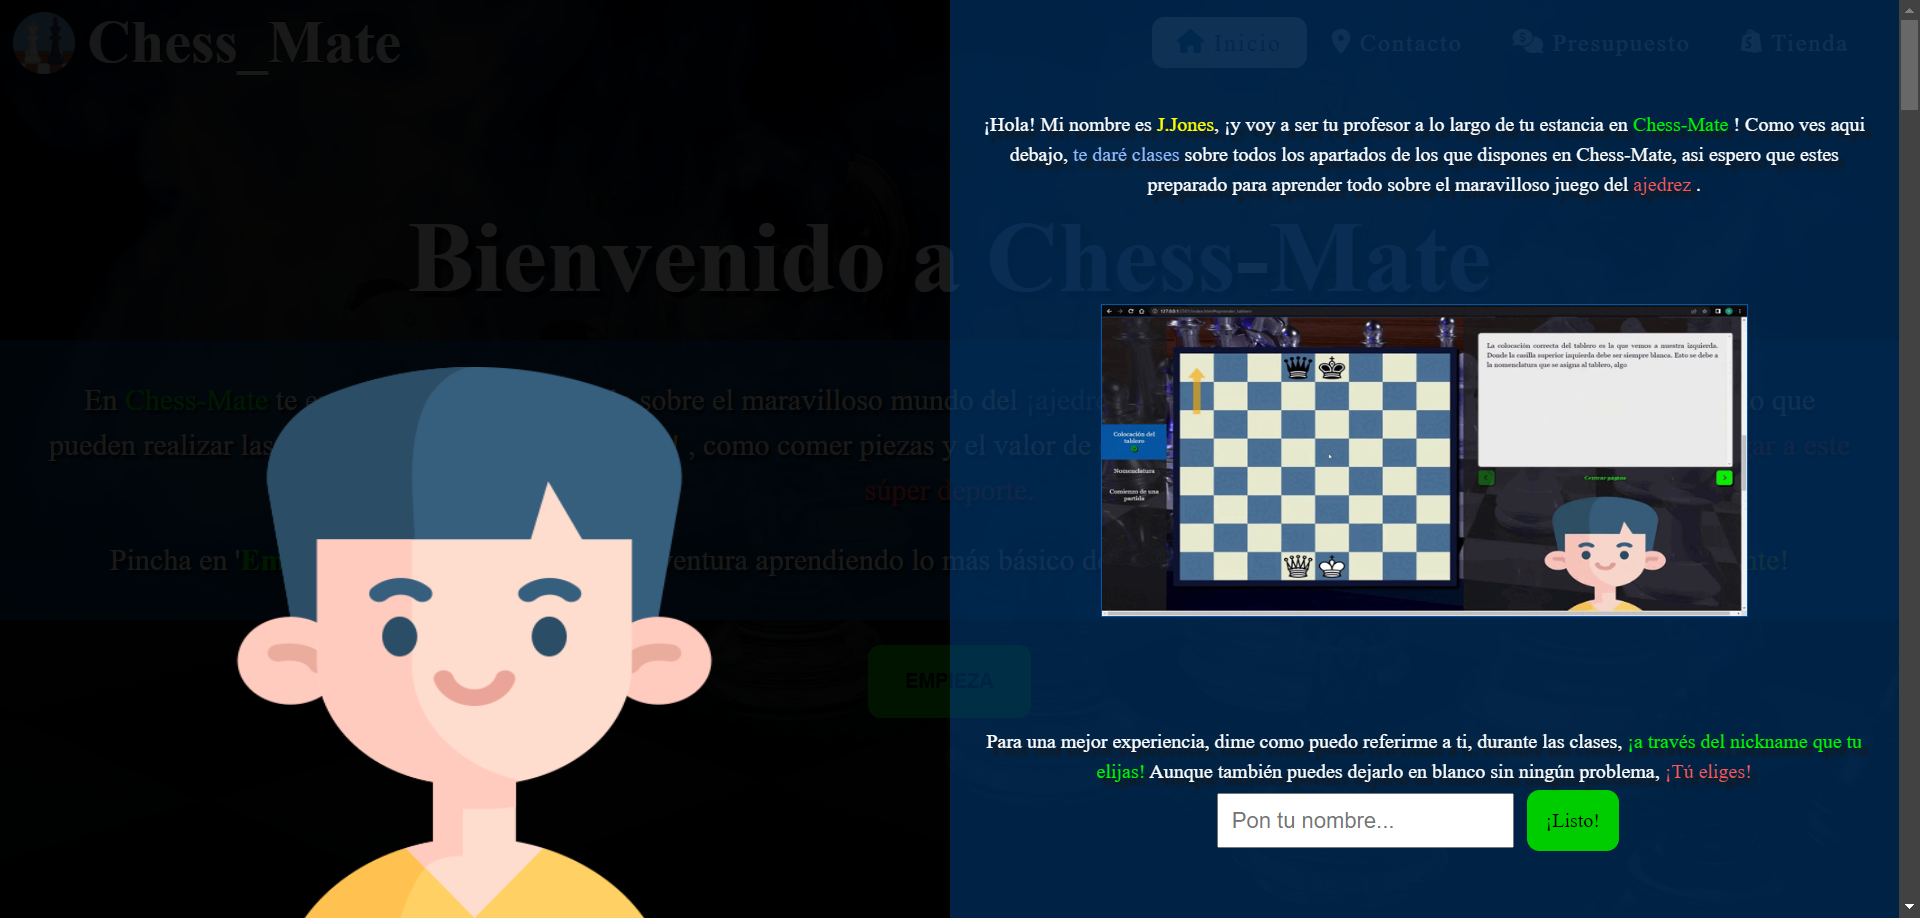 Chess_Mate
Inicio
Contacto
Presupuesto
Tienda
¡Hola! Mi nombre es J.Jones, ¡y voy a ser tu profesor a lo largo de tu estancia en Chess-Mate ! Como ves aqui
debajo, te daré clases sobre todos los apartados de los que dispones en Chess-Mate, asi espero que estes
preparado para aprender todo sobre el maravilloso juego del ajedrez .
Bienvenido a Chess-Mate
En Chess-Mate te sobre el maravilloso mundo del ¡ajedre o que
pueden realizar las , como comer piezas y el valor de a este
súper deporte.
Pincha en 'Em ventura aprendiendo lo más básico de nte!
EMPIEZA
La colocación correcta del tablero es la que vemos a nuestra izquierda.
Donde la casilla superior izquierda debe ser siempre blanca. Esto se debe a
la nomenclatura que se asigna al tablero, algo
Colocación del
tablero
Nomenclatura
Comienzo de una
partida
Centrar página
Para una mejor experiencia, dime como puedo referirme a ti, durante las clases, ¡a través del nickname que tu
elijas! Aunque también puedes dejarlo en blanco sin ningún problema, ¡Tú eliges!
Pon tu nombre...
¡Listo!